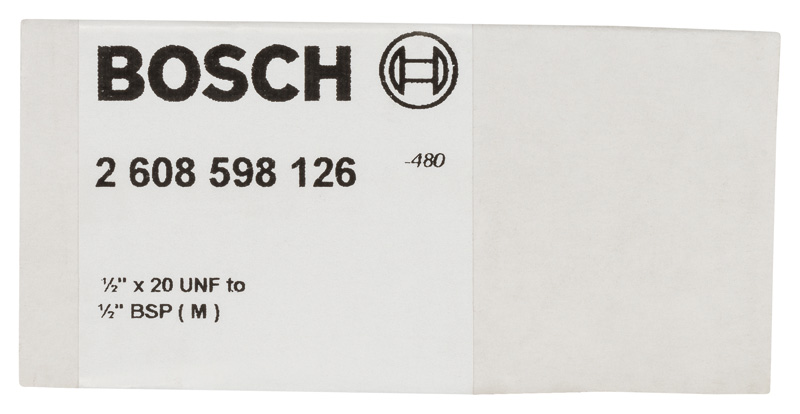 BOSCH
2 608 598 126 -480
½" x 20 UNF to
½" BSP ( M )